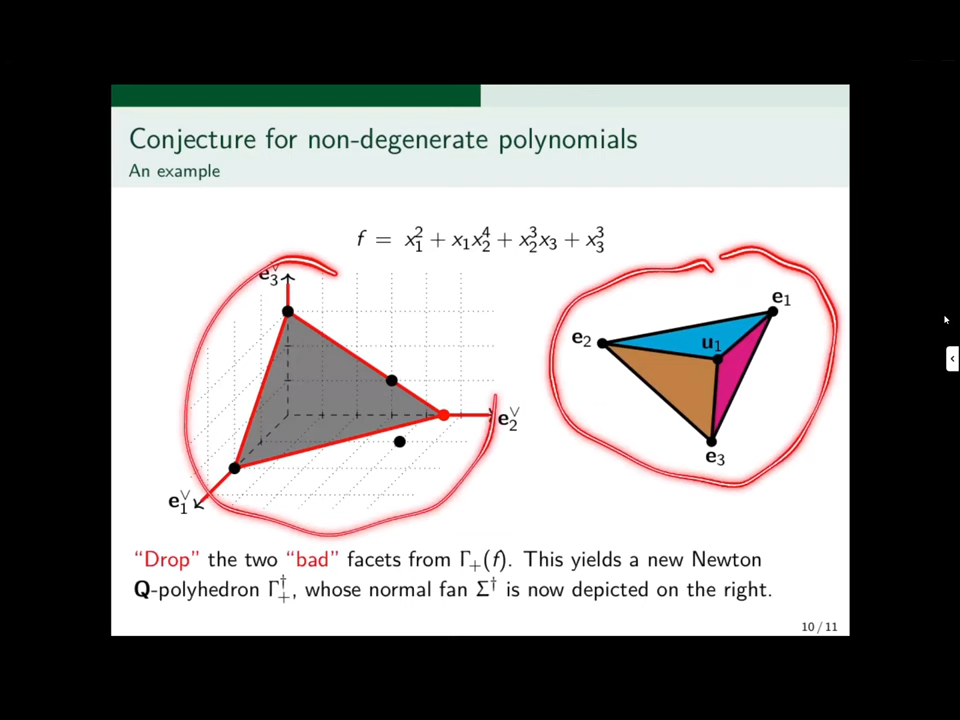 Conjecture for non-degenerate polynomials
An example
f = x₁² + x₁x₂⁴ + x₂³x₃ + x₃³
e₃^∨
e₂^∨
e₁^∨
e₁
e₂
u₁
e₃
“Drop” the two “bad” facets from Γ₊(f). This yields a new Newton
Q-polyhedron Γ₊^†, whose normal fan Σ^† is now depicted on the right.
10 / 11